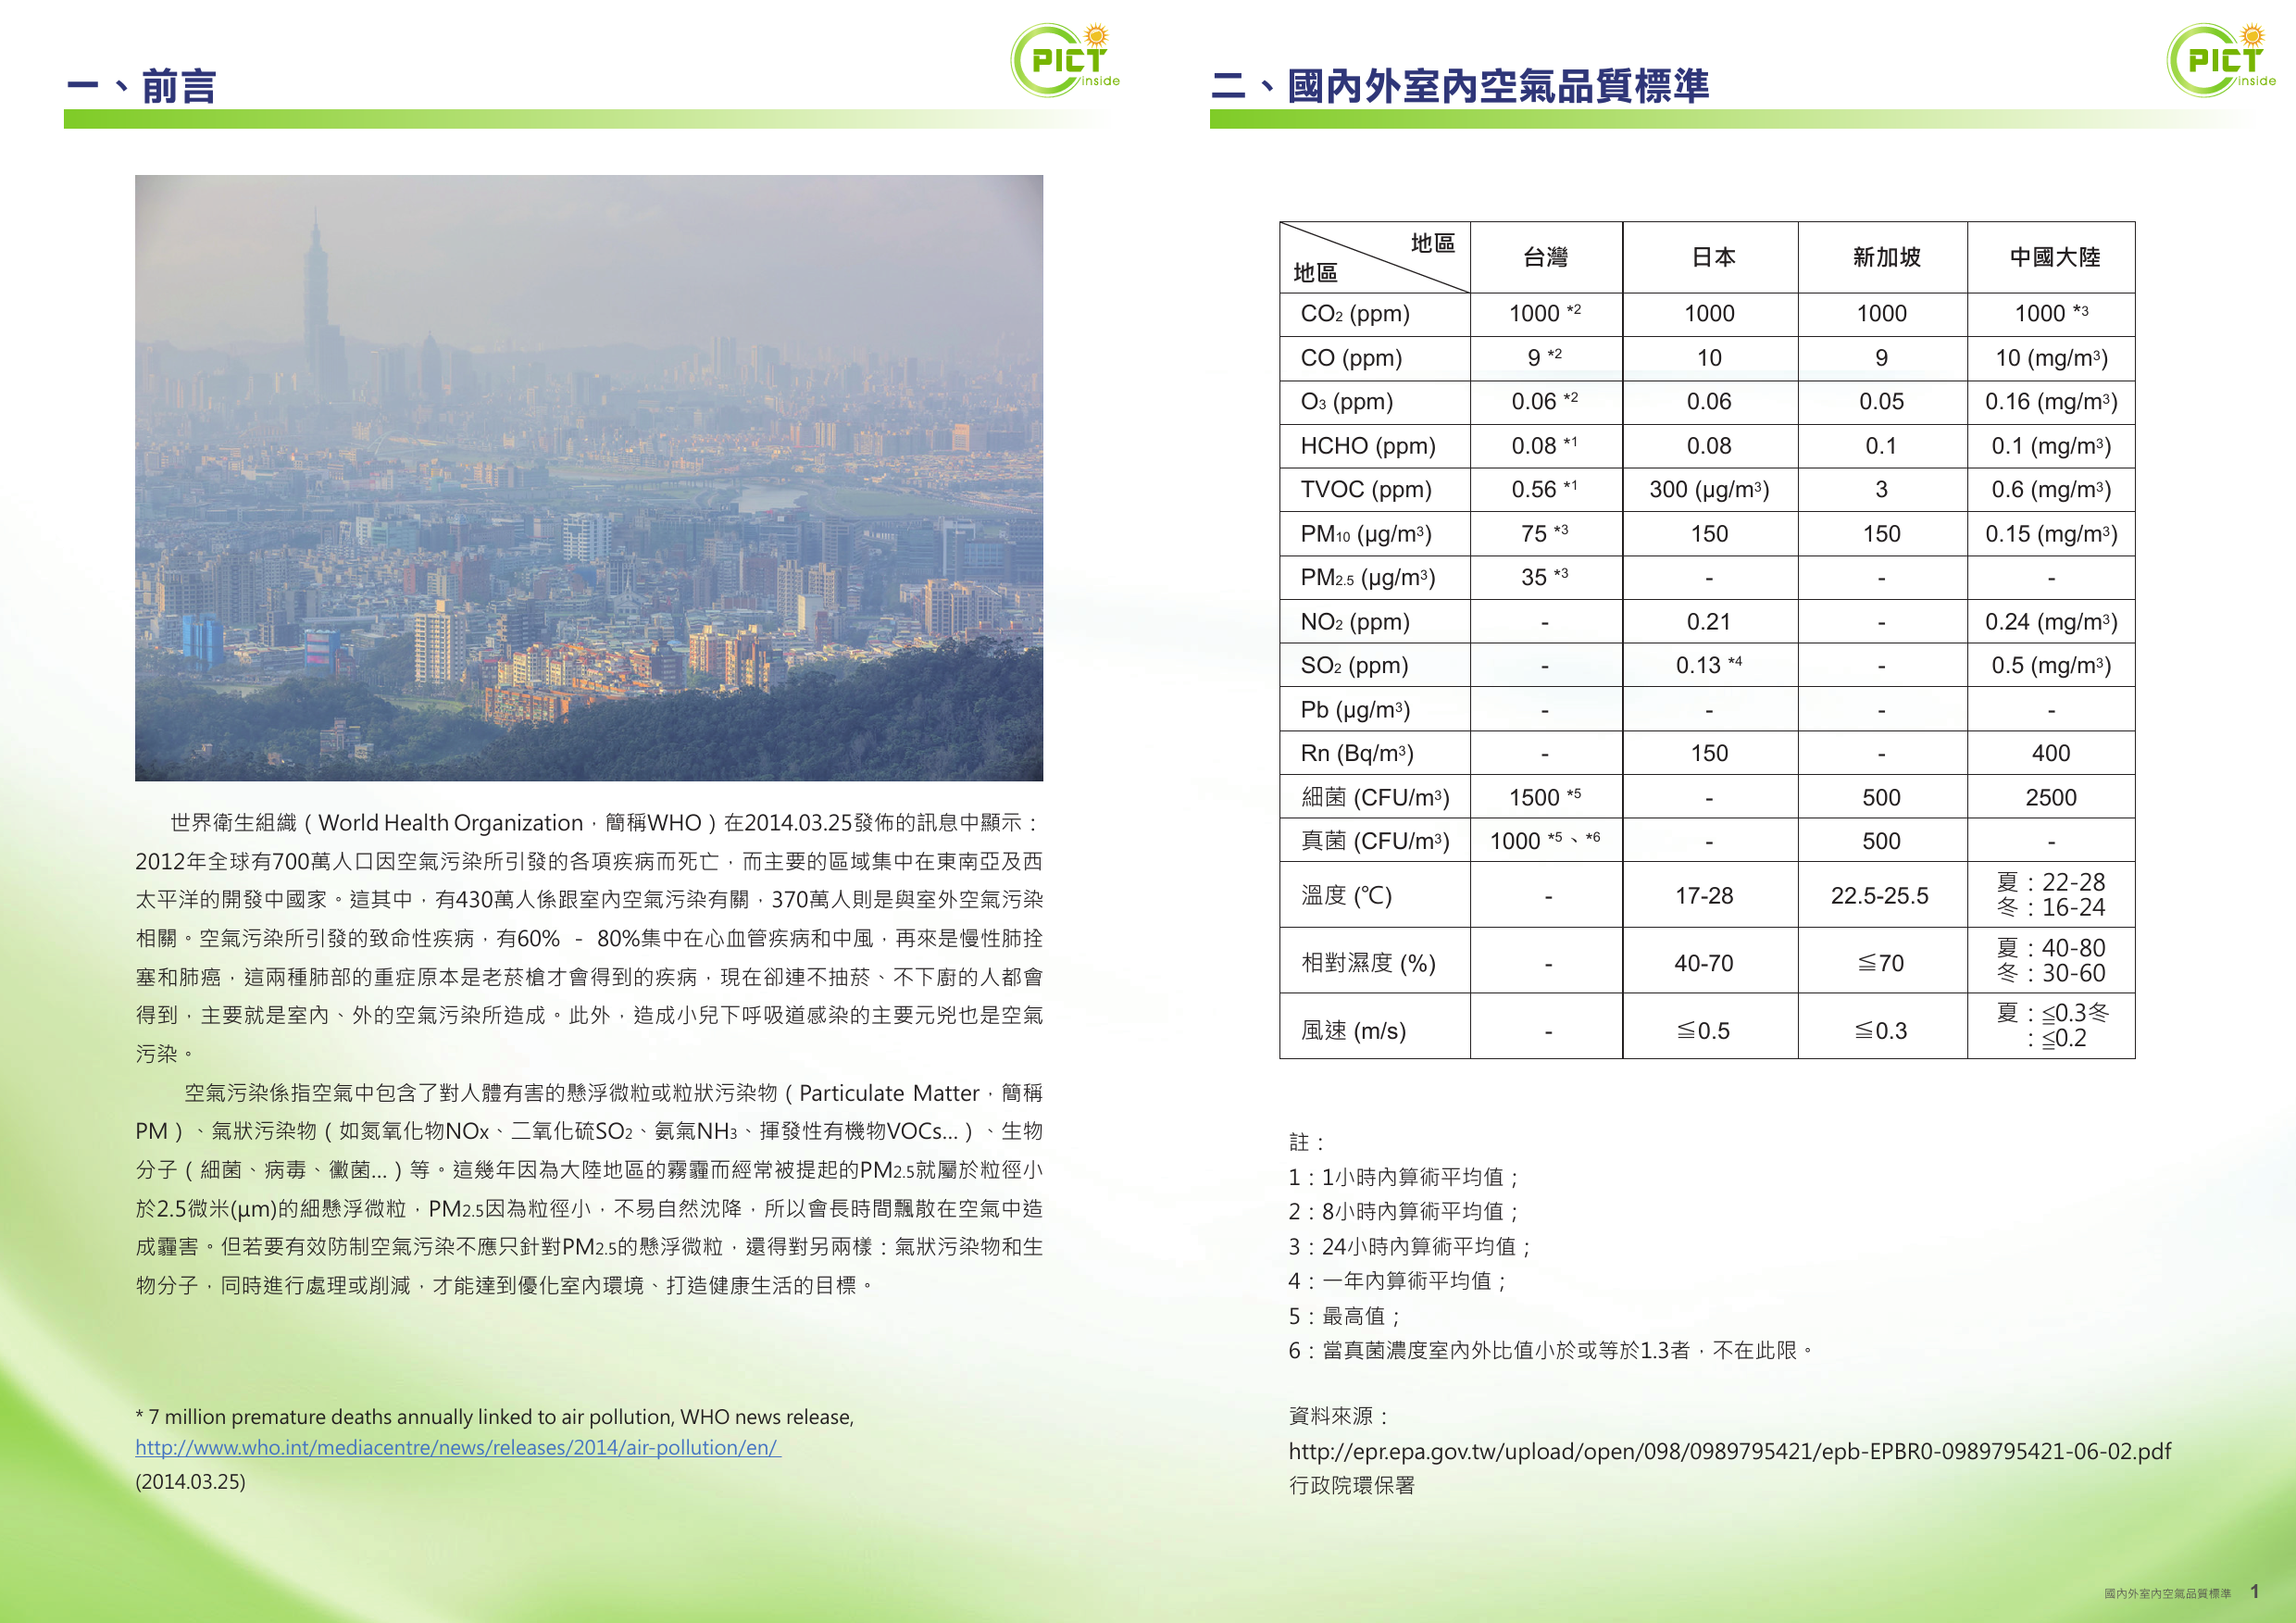 一、前言
PICT
inside
世界衛生組織（World Health Organization，簡稱WHO）在2014.03.25發佈的訊息中顯示：
2012年全球有700萬人口因空氣污染所引發的各項疾病而死亡，而主要的區域集中在東南亞及西
太平洋的開發中國家。這其中，有430萬人係跟室內空氣污染有關，370萬人則是與室外空氣污染
相關。空氣污染所引發的致命性疾病，有60% - 80%集中在心血管疾病和中風，再來是慢性肺拴
塞和肺癌，這兩種肺部的重症原本是老菸槍才會得到的疾病，現在卻連不抽菸、不下廚的人都會
得到，主要就是室內、外的空氣污染所造成。此外，造成小兒下呼吸道感染的主要元兇也是空氣
污染。
空氣污染係指空氣中包含了對人體有害的懸浮微粒或粒狀污染物（Particulate Matter，簡稱
PM）、氣狀污染物（如氮氧化物NOx、二氧化硫SO2、氨氣NH3、揮發性有機物VOCs...）、生物
分子（細菌、病毒、黴菌...）等。這幾年因為大陸地區的霧霾而經常被提起的PM2.5就屬於粒徑小
於2.5微米(μm)的細懸浮微粒，PM2.5因為粒徑小，不易自然沈降，所以會長時間飄散在空氣中造
成霾害。但若要有效防制空氣污染不應只針對PM2.5的懸浮微粒，還得對另兩樣：氣狀污染物和生
物分子，同時進行處理或削減，才能達到優化室內環境、打造健康生活的目標。
* 7 million premature deaths annually linked to air pollution, WHO news release,
http://www.who.int/mediacentre/news/releases/2014/air-pollution/en/
(2014.03.25)
二、國內外室內空氣品質標準
PICT
inside
地區
地區 台灣 日本 新加坡 中國大陸
CO2 (ppm) 1000 *2 1000 1000 1000 *3
CO (ppm) 9 *2 10 9 10 (mg/m3)
O3 (ppm) 0.06 *2 0.06 0.05 0.16 (mg/m3)
HCHO (ppm) 0.08 *1 0.08 0.1 0.1 (mg/m3)
TVOC (ppm) 0.56 *1 300 (μg/m3) 3 0.6 (mg/m3)
PM10 (μg/m3) 75 *3 150 150 0.15 (mg/m3)
PM2.5 (μg/m3) 35 *3 - - -
NO2 (ppm) - 0.21 - 0.24 (mg/m3)
SO2 (ppm) - 0.13 *4 - 0.5 (mg/m3)
Pb (μg/m3) - - - -
Rn (Bq/m3) - 150 - 400
細菌 (CFU/m3) 1500 *5 - 500 2500
真菌 (CFU/m3) 1000 *5、*6 - 500 -
溫度 (℃) - 17-28 22.5-25.5 夏：22-28
冬：16-24
相對濕度 (%) - 40-70 ≦70 夏：40-80
冬：30-60
風速 (m/s) - ≦0.5 ≦0.3 夏：≦0.3冬
：≦0.2
註：
1：1小時內算術平均值；
2：8小時內算術平均值；
3：24小時內算術平均值；
4：一年內算術平均值；
5：最高值；
6：當真菌濃度室內外比值小於或等於1.3者，不在此限。
資料來源：
http://epr.epa.gov.tw/upload/open/098/0989795421/epb-EPBR0-0989795421-06-02.pdf
行政院環保署
國內外室內空氣品質標準 1